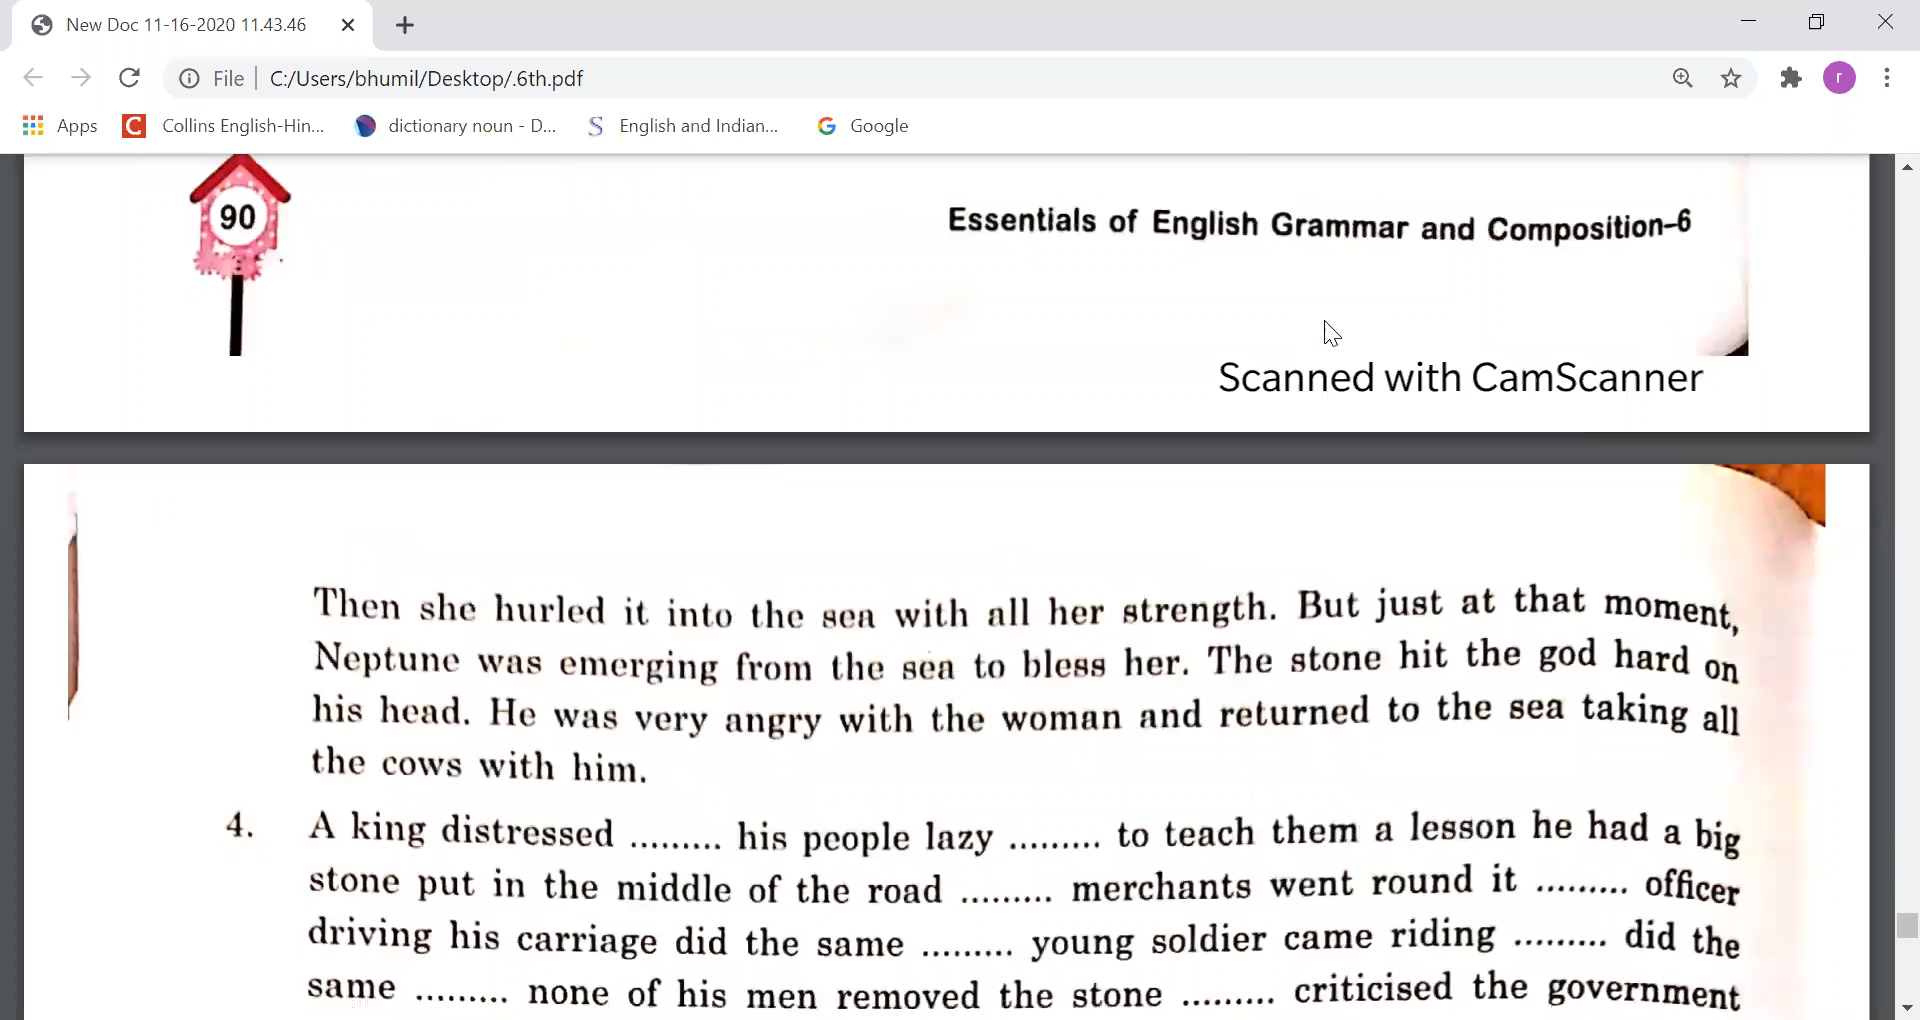 New Doc 11-16-2020 11.43.46
File C:/Users/bhumil/Desktop/.6th.pdf
r
Apps Collins English-Hin... dictionary noun - D... English and Indian... Google
90
Essentials of English Grammar and Composition-6
Scanned with CamScanner
Then she hurled it into the sea with all her strength. But just at that moment,
Neptune was emerging from the sea to bless her. The stone hit the god hard on
his head. He was very angry with the woman and returned to the sea taking all
the cows with him.
4. A king distressed ......... his people lazy ......... to teach them a lesson he had a big
stone put in the middle of the road ......... merchants went round it ......... officer
driving his carriage did the same ......... young soldier came riding ......... did the
same ......... none of his men removed the stone ......... criticised the government